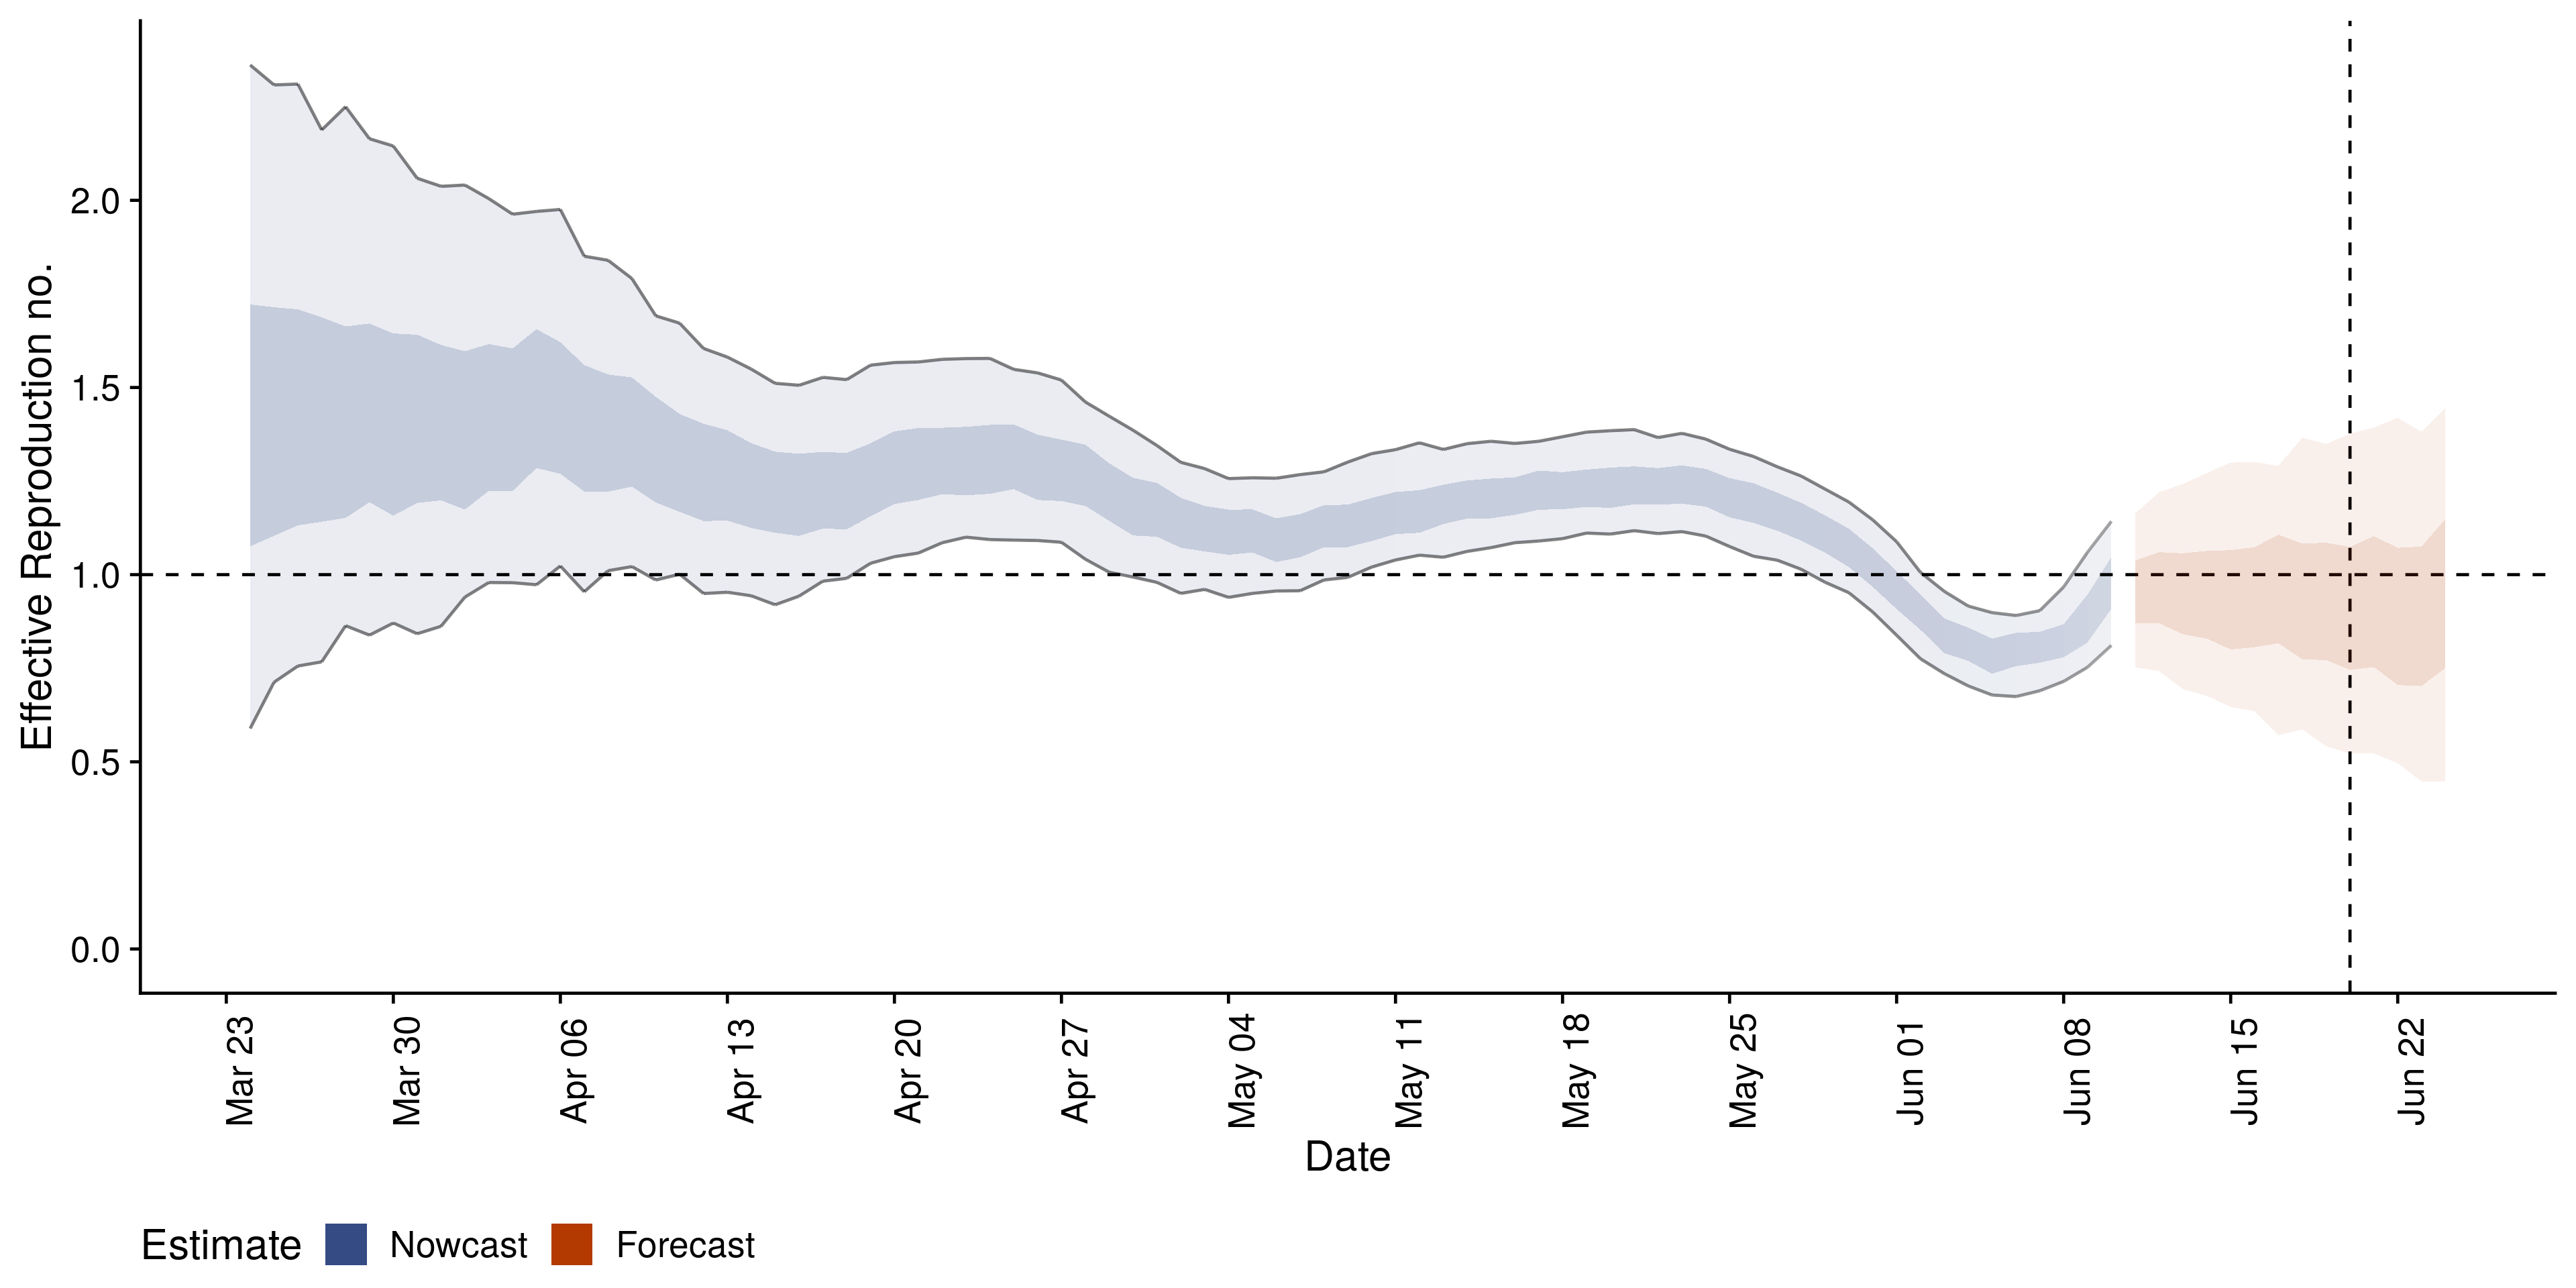 Effective Reproduction no.
2.0
1.5
1.0
0.5
0.0
Mar 23
Mar 30
Apr 06
Apr 13
Apr 20
Apr 27
May 04
May 11
May 18
May 25
Jun 01
Jun 08
Jun 15
Jun 22
Date
Estimate Nowcast Forecast